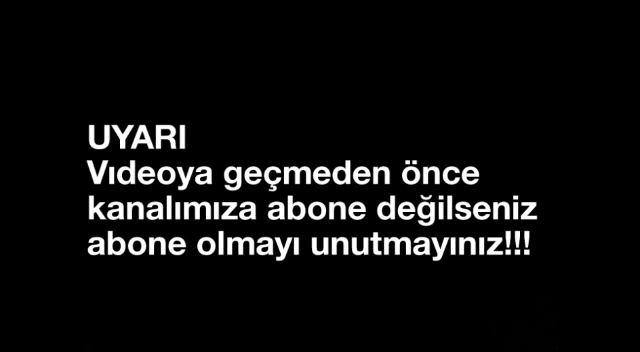 UYARI
Vıdeoya geçmeden önce
kanalımıza abone değilseniz
abone olmayı unutmayınız!!!